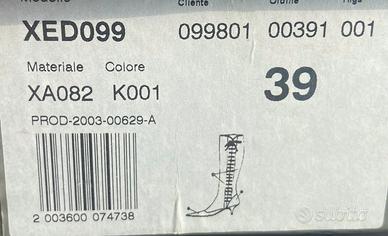 Modello Cliente Ordine Riga
XED099 099801 00391 001
Materiale Colore
XA082 K001 39
PROD-2003-00629-A
2 003600 074738
subito